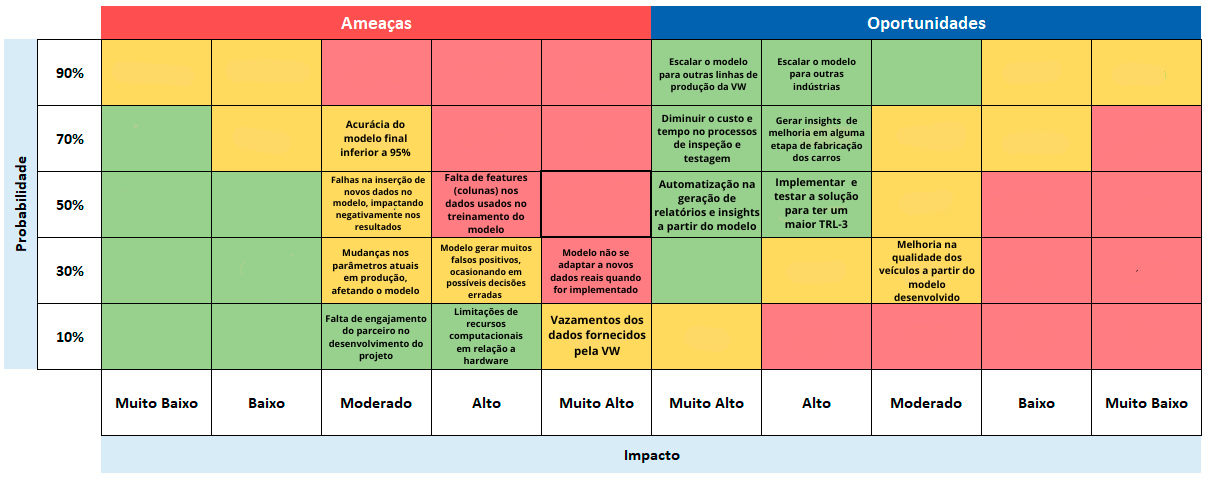 Ameaças
Oportunidades
Probabilidade
90%
Escalar o modelo
para outras linhas de
produção da VW
Escalar o modelo
para outras
indústrias
70%
Acurácia do
modelo final
inferior a 95%
Diminuir o custo e
tempo no processos
de inspeção e
testagem
Gerar insights de
melhoria em alguma
etapa de fabricação
dos carros
50%
Falhas na inserção de
novos dados no
modelo, impactando
negativamente nos
resultados
Falta de features
(colunas) nos
dados usados no
treinamento do
modelo
Automatização na
geração de
relatórios e insights
a partir do modelo
Implementar e
testar a solução
para ter um
maior TRL-3
30%
Mudanças nos
parâmetros atuais
em produção,
afetando o modelo
Modelo gerar muitos
falsos positivos,
ocasionando em
possíveis decisões
erradas
Modelo não se
adaptar a novos
dados reais quando
for implementado
Melhoria na
qualidade dos
veículos a partir do
modelo
desenvolvido
10%
Falta de engajamento
do parceiro no
desenvolvimento do
projeto
Limitações de
recursos
computacionais
em relação a
hardware
Vazamentos dos
dados fornecidos
pela VW
Muito Baixo
Baixo
Moderado
Alto
Muito Alto
Muito Alto
Alto
Moderado
Baixo
Muito Baixo
Impacto